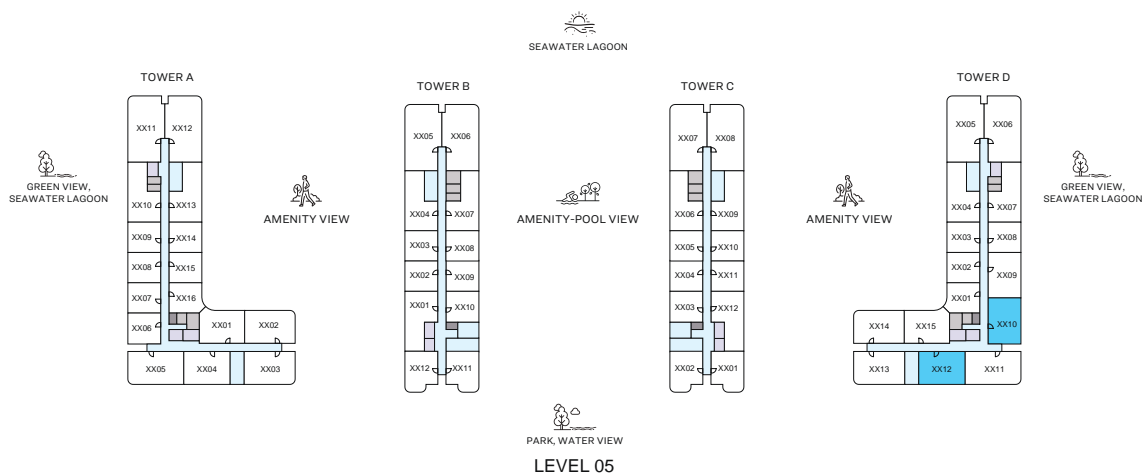 SEAWATER LAGOON
TOWER A
TOWER B
TOWER C
TOWER D
XX11
XX12
XX05
XX06
XX07
XX08
XX05
XX06
GREEN VIEW,
SEAWATER LAGOON
AMENITY VIEW
AMENITY-POOL VIEW
AMENITY VIEW
GREEN VIEW,
SEAWATER LAGOON
XX10
XX13
XX09
XX14
XX08
XX15
XX07
XX16
XX06
XX01
XX02
XX05
XX04
XX03
XX04
XX07
XX03
XX08
XX02
XX09
XX01
XX10
XX12
XX11
XX06
XX09
XX05
XX10
XX04
XX11
XX03
XX12
XX02
XX01
XX04
XX07
XX03
XX08
XX02
XX09
XX01
XX10
XX14
XX15
XX13
XX12
XX11
PARK, WATER VIEW
LEVEL 05